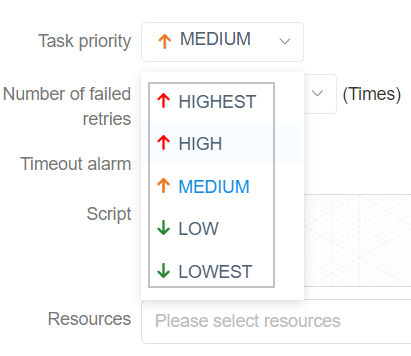 Task priority
MEDIUM
HIGHEST
Number of failed retries
(Times)
HIGH
Timeout alarm
MEDIUM
Script
LOW
LOWEST
Resources
Please select resources